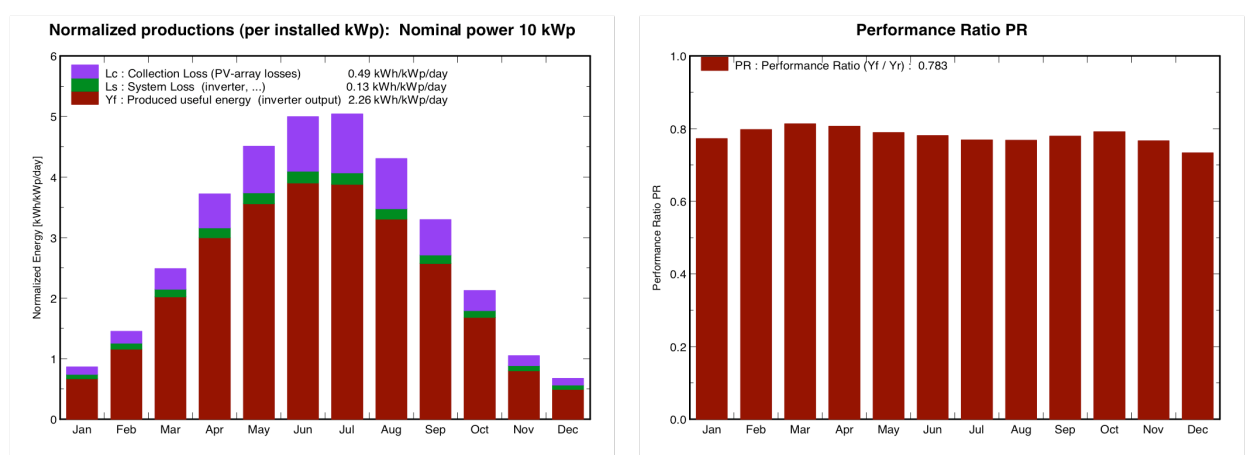 Normalized productions (per installed kWp):  Nominal power 10 kWp
Normalized Energy [kWh/kWp/day]
6
5
4
3
2
1
0
Lc : Collection Loss (PV-array losses) 0.49 kWh/kWp/day
Ls : System Loss  (inverter, ...) 0.13 kWh/kWp/day
Yf : Produced useful energy  (inverter output) 2.26 kWh/kWp/day
Jan Feb Mar Apr May Jun Jul Aug Sep Oct Nov Dec
Performance Ratio PR
Performance Ratio PR
1.0
0.8
0.6
0.4
0.2
0.0
PR : Performance Ratio (Yf / Yr) :  0.783
Jan Feb Mar Apr May Jun Jul Aug Sep Oct Nov Dec